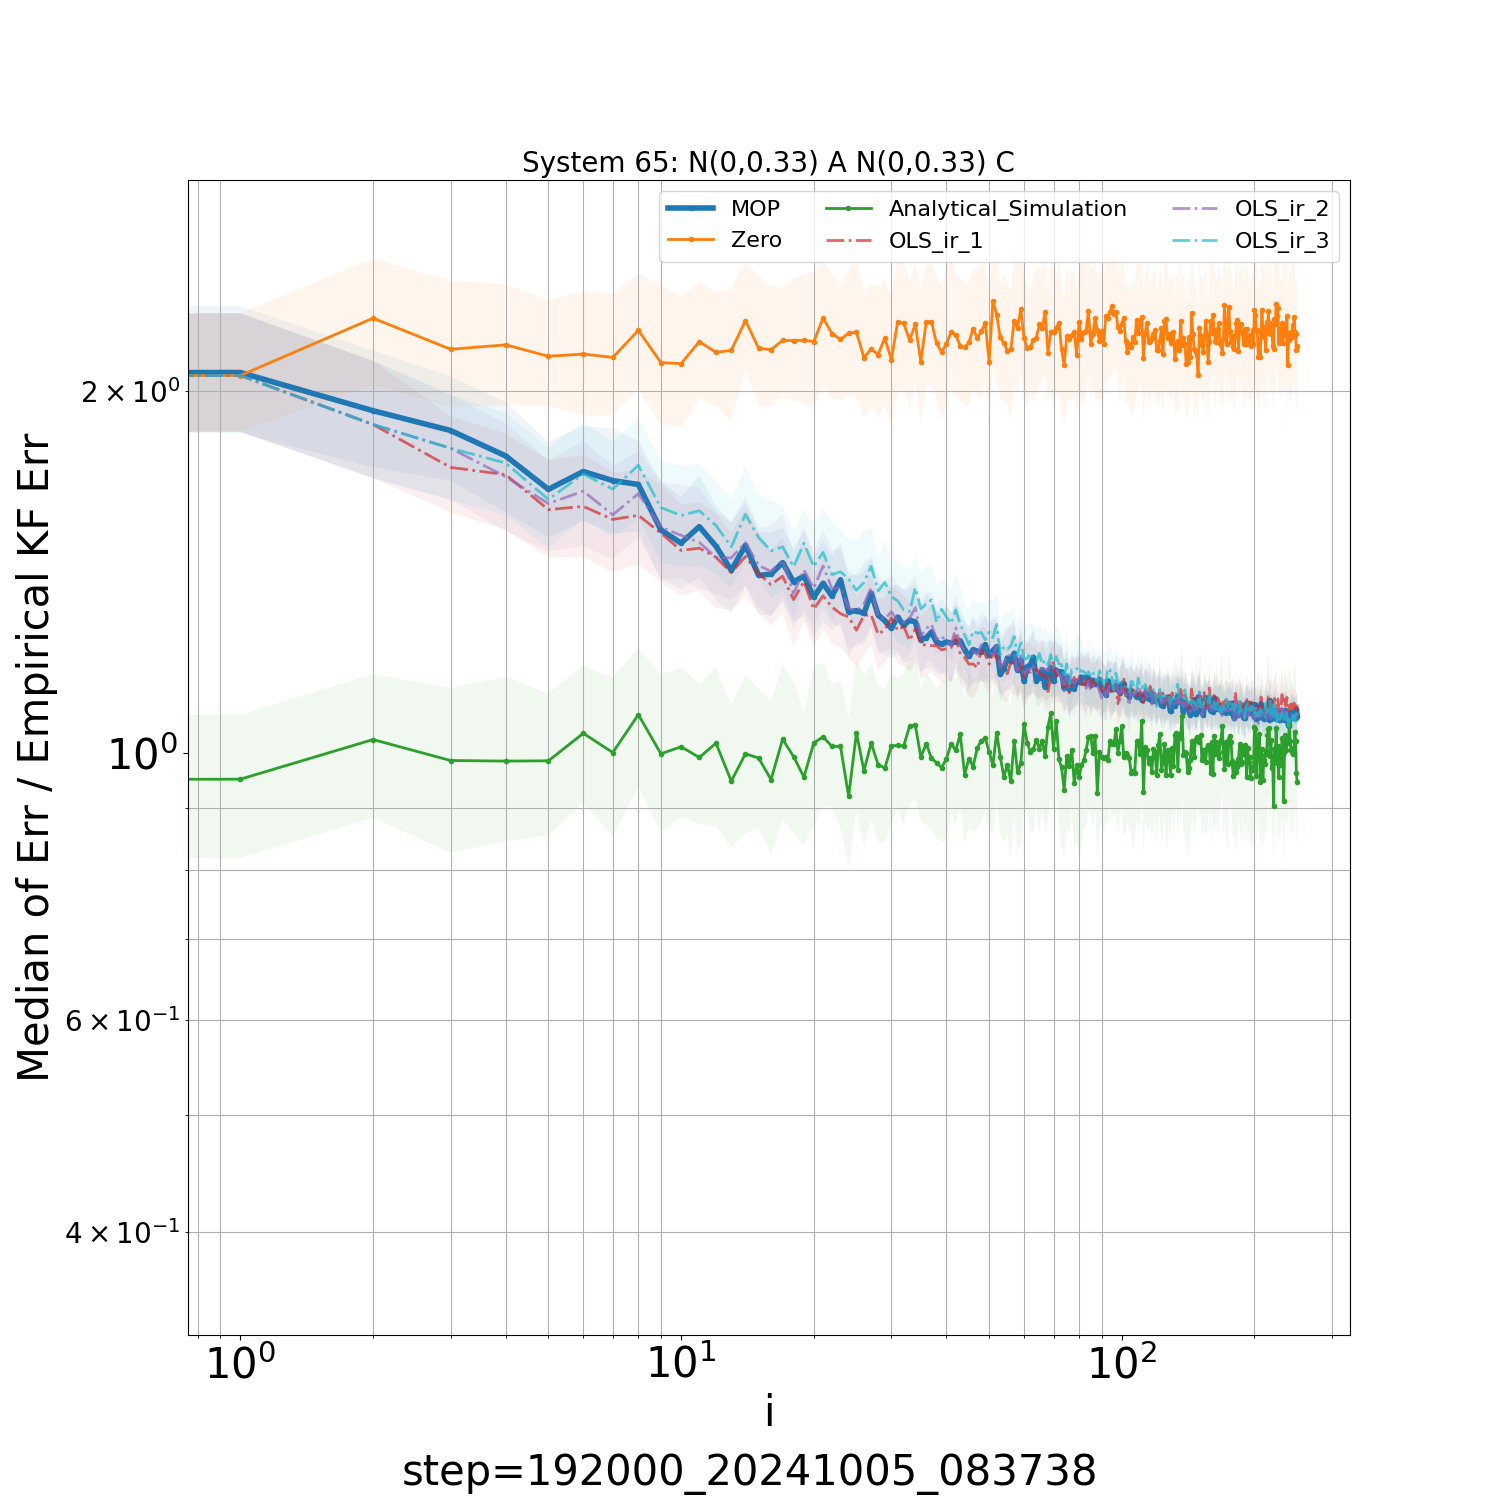 System 65: N(0,0.33) A N(0,0.33) C
MOP
Zero
Analytical_Simulation
OLS_ir_1
OLS_ir_2
OLS_ir_3
Median of Err / Empirical KF Err
2 × 10⁰
10⁰
6 × 10⁻¹
4 × 10⁻¹
10⁰ 10¹ 10²
i
step=192000_20241005_083738